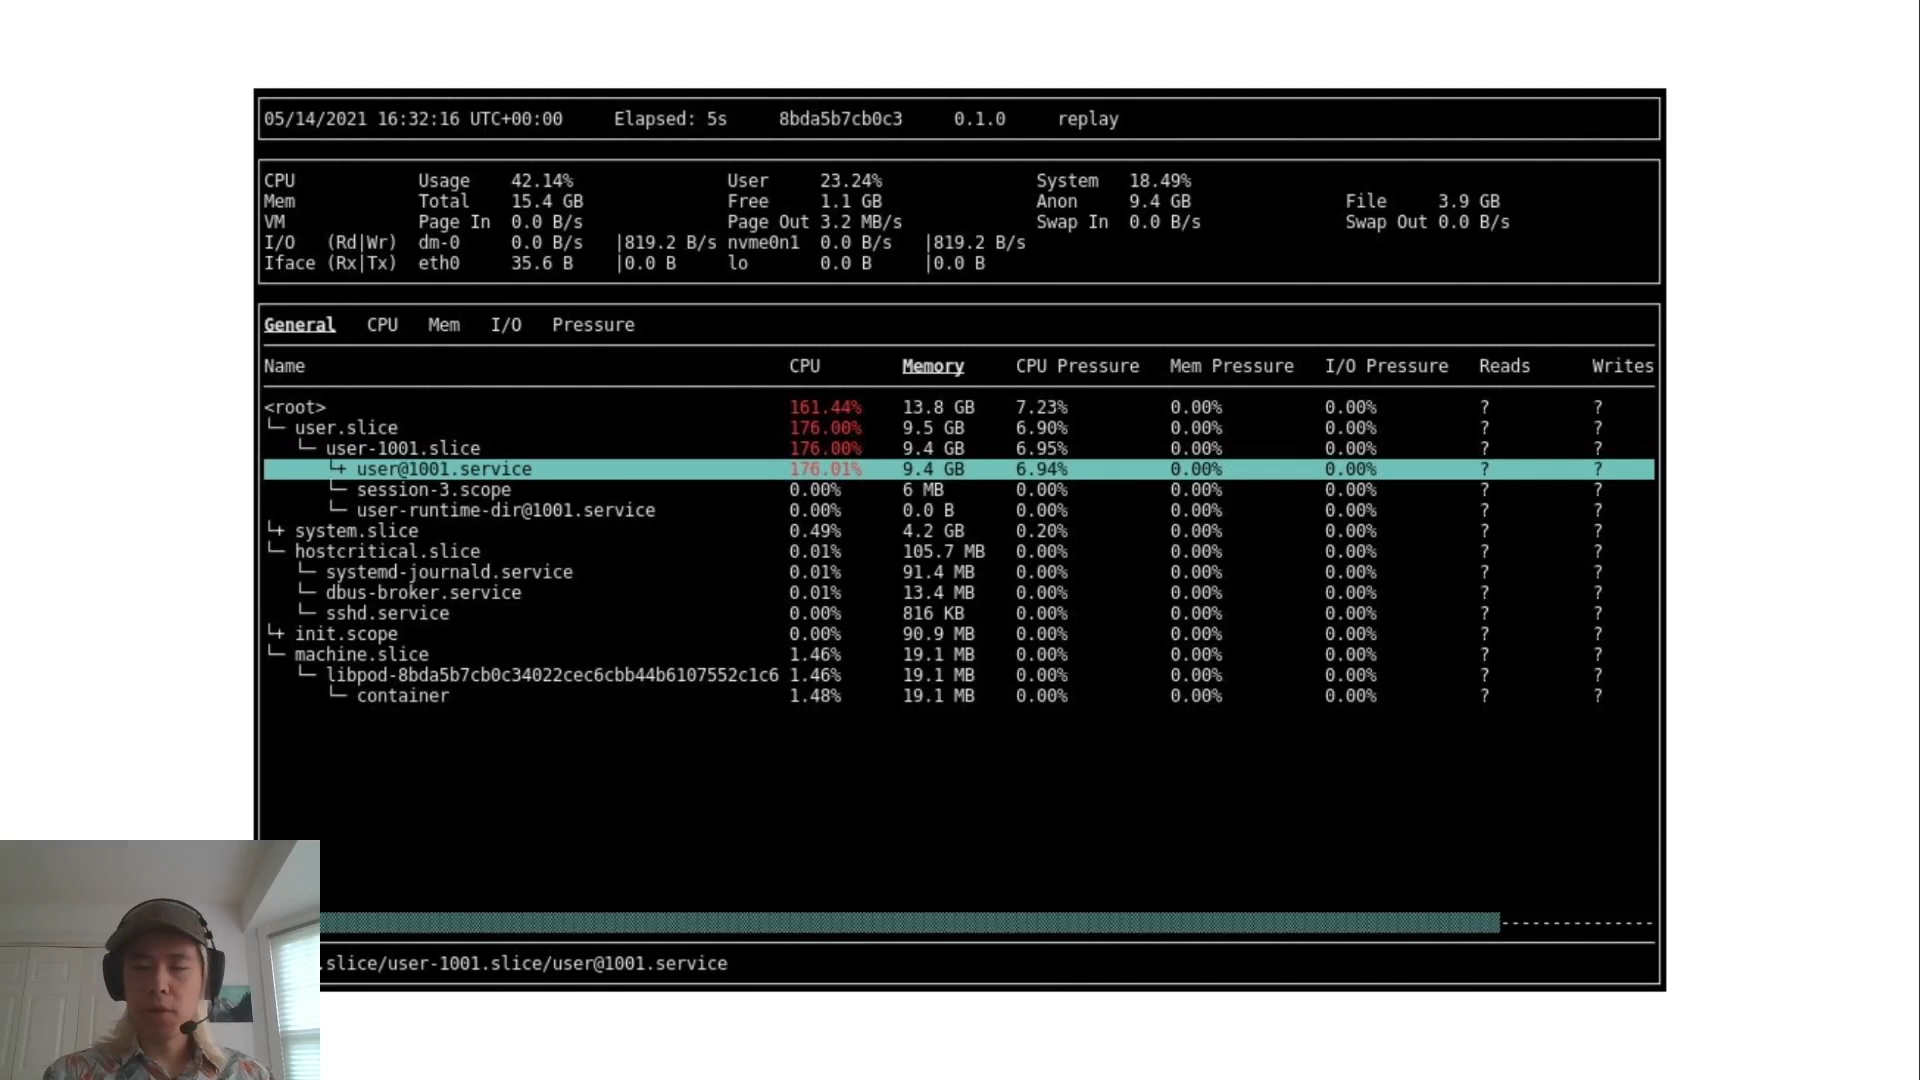 05/14/2021 16:32:16 UTC+00:00 Elapsed: 5s 8bda5b7cb0c3 0.1.0 replay
CPU Usage 42.14% User 23.24% System 18.49%
Mem Total 15.4 GB Free 1.1 GB Anon 9.4 GB File 3.9 GB
VM Page In 0.0 B/s Page Out 3.2 MB/s Swap In 0.0 B/s Swap Out 0.0 B/s
I/O (Rd|Wr) dm-0 0.0 B/s |819.2 B/s nvme0n1 0.0 B/s |819.2 B/s
Iface (Rx|Tx) eth0 35.6 B |0.0 B lo 0.0 B |0.0 B
General CPU Mem I/O Pressure
Name CPU Memory CPU Pressure Mem Pressure I/O Pressure Reads Writes
<root> 161.44% 13.8 GB 7.23% 0.00% 0.00% ? ?
└─ user.slice 176.00% 9.5 GB 6.90% 0.00% 0.00% ? ?
└─ user-1001.slice 176.00% 9.4 GB 6.95% 0.00% 0.00% ? ?
└+ user@1001.service 176.01% 9.4 GB 6.94% 0.00% 0.00% ? ?
└─ session-3.scope 0.00% 6 MB 0.00% 0.00% 0.00% ? ?
└─ user-runtime-dir@1001.service 0.00% 0.0 B 0.00% 0.00% 0.00% ? ?
└+ system.slice 0.49% 4.2 GB 0.20% 0.00% 0.00% ? ?
└─ hostcritical.slice 0.01% 105.7 MB 0.00% 0.00% 0.00% ? ?
└─ systemd-journald.service 0.01% 91.4 MB 0.00% 0.00% 0.00% ? ?
└─ dbus-broker.service 0.01% 13.4 MB 0.00% 0.00% 0.00% ? ?
└─ sshd.service 0.00% 816 KB 0.00% 0.00% 0.00% ? ?
└+ init.scope 0.00% 90.9 MB 0.00% 0.00% 0.00% ? ?
└─ machine.slice 1.46% 19.1 MB 0.00% 0.00% 0.00% ? ?
└─ libpod-8bda5b7cb0c34022cec6cbb44b6107552c1c6 1.46% 19.1 MB 0.00% 0.00% 0.00% ? ?
└─ container 1.48% 19.1 MB 0.00% 0.00% 0.00% ? ?
.slice/user-1001.slice/user@1001.service